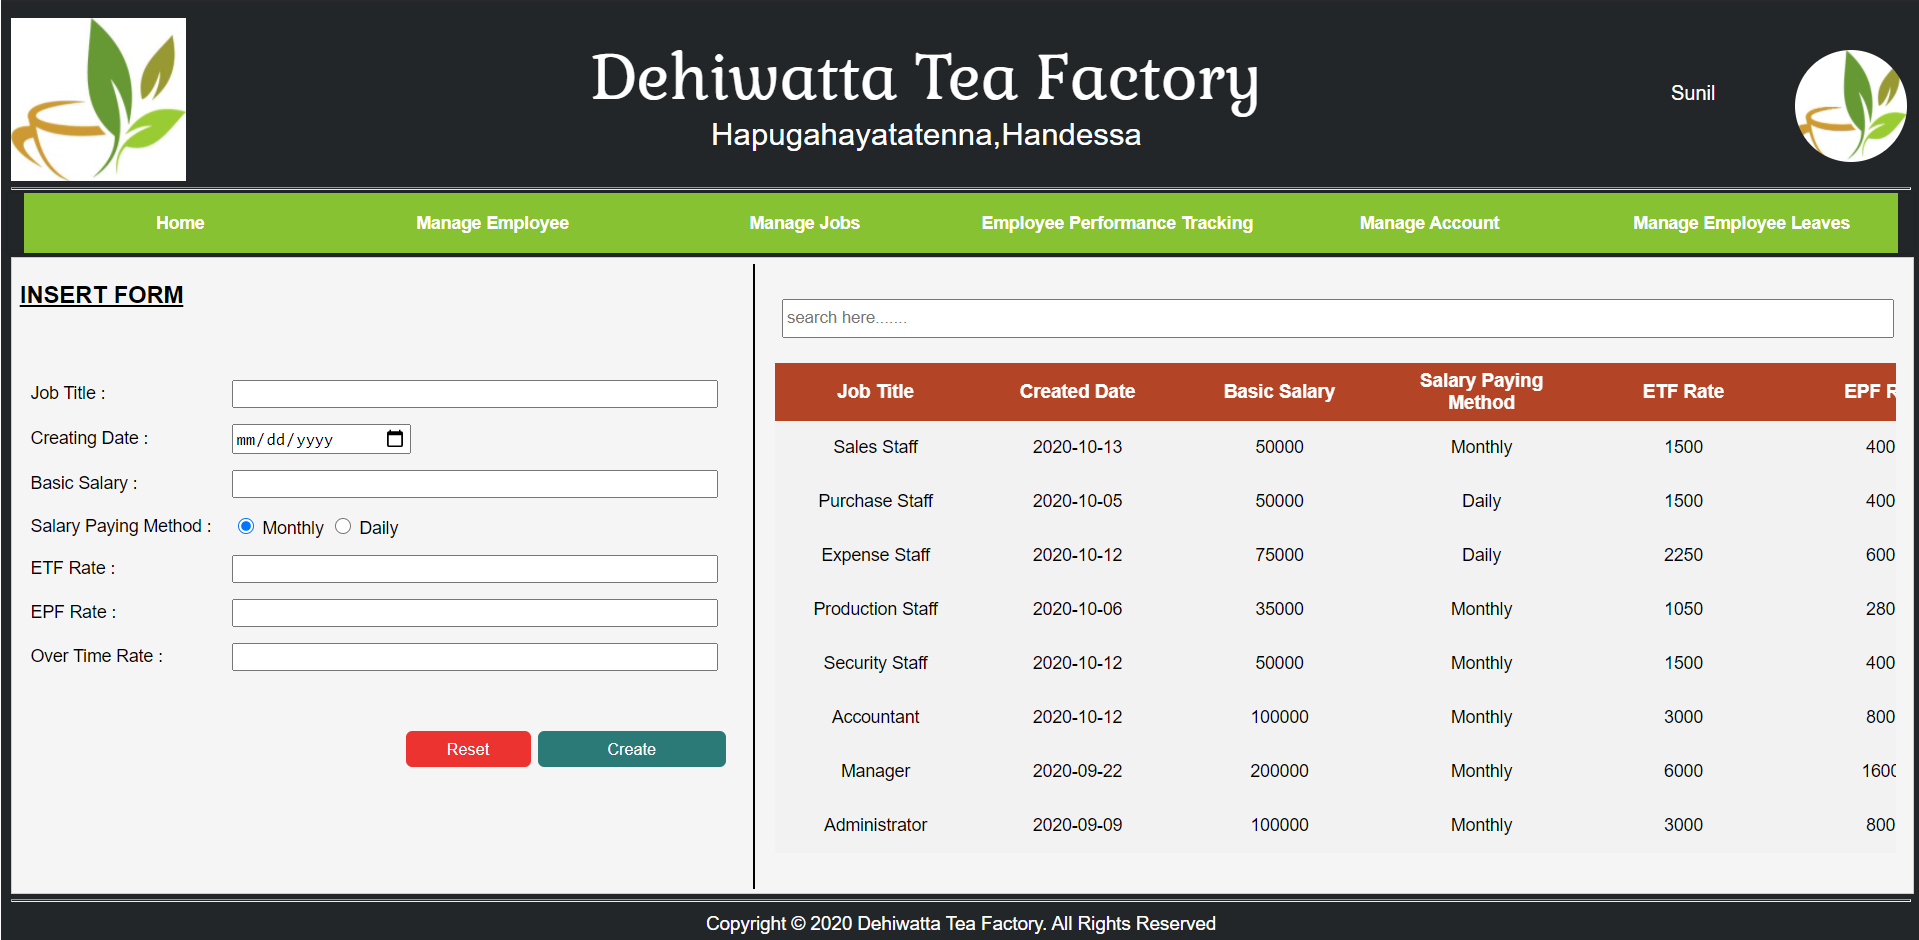 Dehiwatta Tea Factory
Hapugahayatatenna,Handessa
Sunil
Home Manage Employee Manage Jobs Employee Performance Tracking Manage Account Manage Employee Leaves
INSERT FORM
Job Title :
Creating Date : mm/dd/yyyy
Basic Salary :
Salary Paying Method : Monthly Daily
ETF Rate :
EPF Rate :
Over Time Rate :
Reset Create
search here.......
Job Title Created Date Basic Salary Salary Paying Method ETF Rate EPF R
Sales Staff 2020-10-13 50000 Monthly 1500 400
Purchase Staff 2020-10-05 50000 Daily 1500 400
Expense Staff 2020-10-12 75000 Daily 2250 600
Production Staff 2020-10-06 35000 Monthly 1050 280
Security Staff 2020-10-12 50000 Monthly 1500 400
Accountant 2020-10-12 100000 Monthly 3000 800
Manager 2020-09-22 200000 Monthly 6000 1600
Administrator 2020-09-09 100000 Monthly 3000 800
Copyright © 2020 Dehiwatta Tea Factory. All Rights Reserved